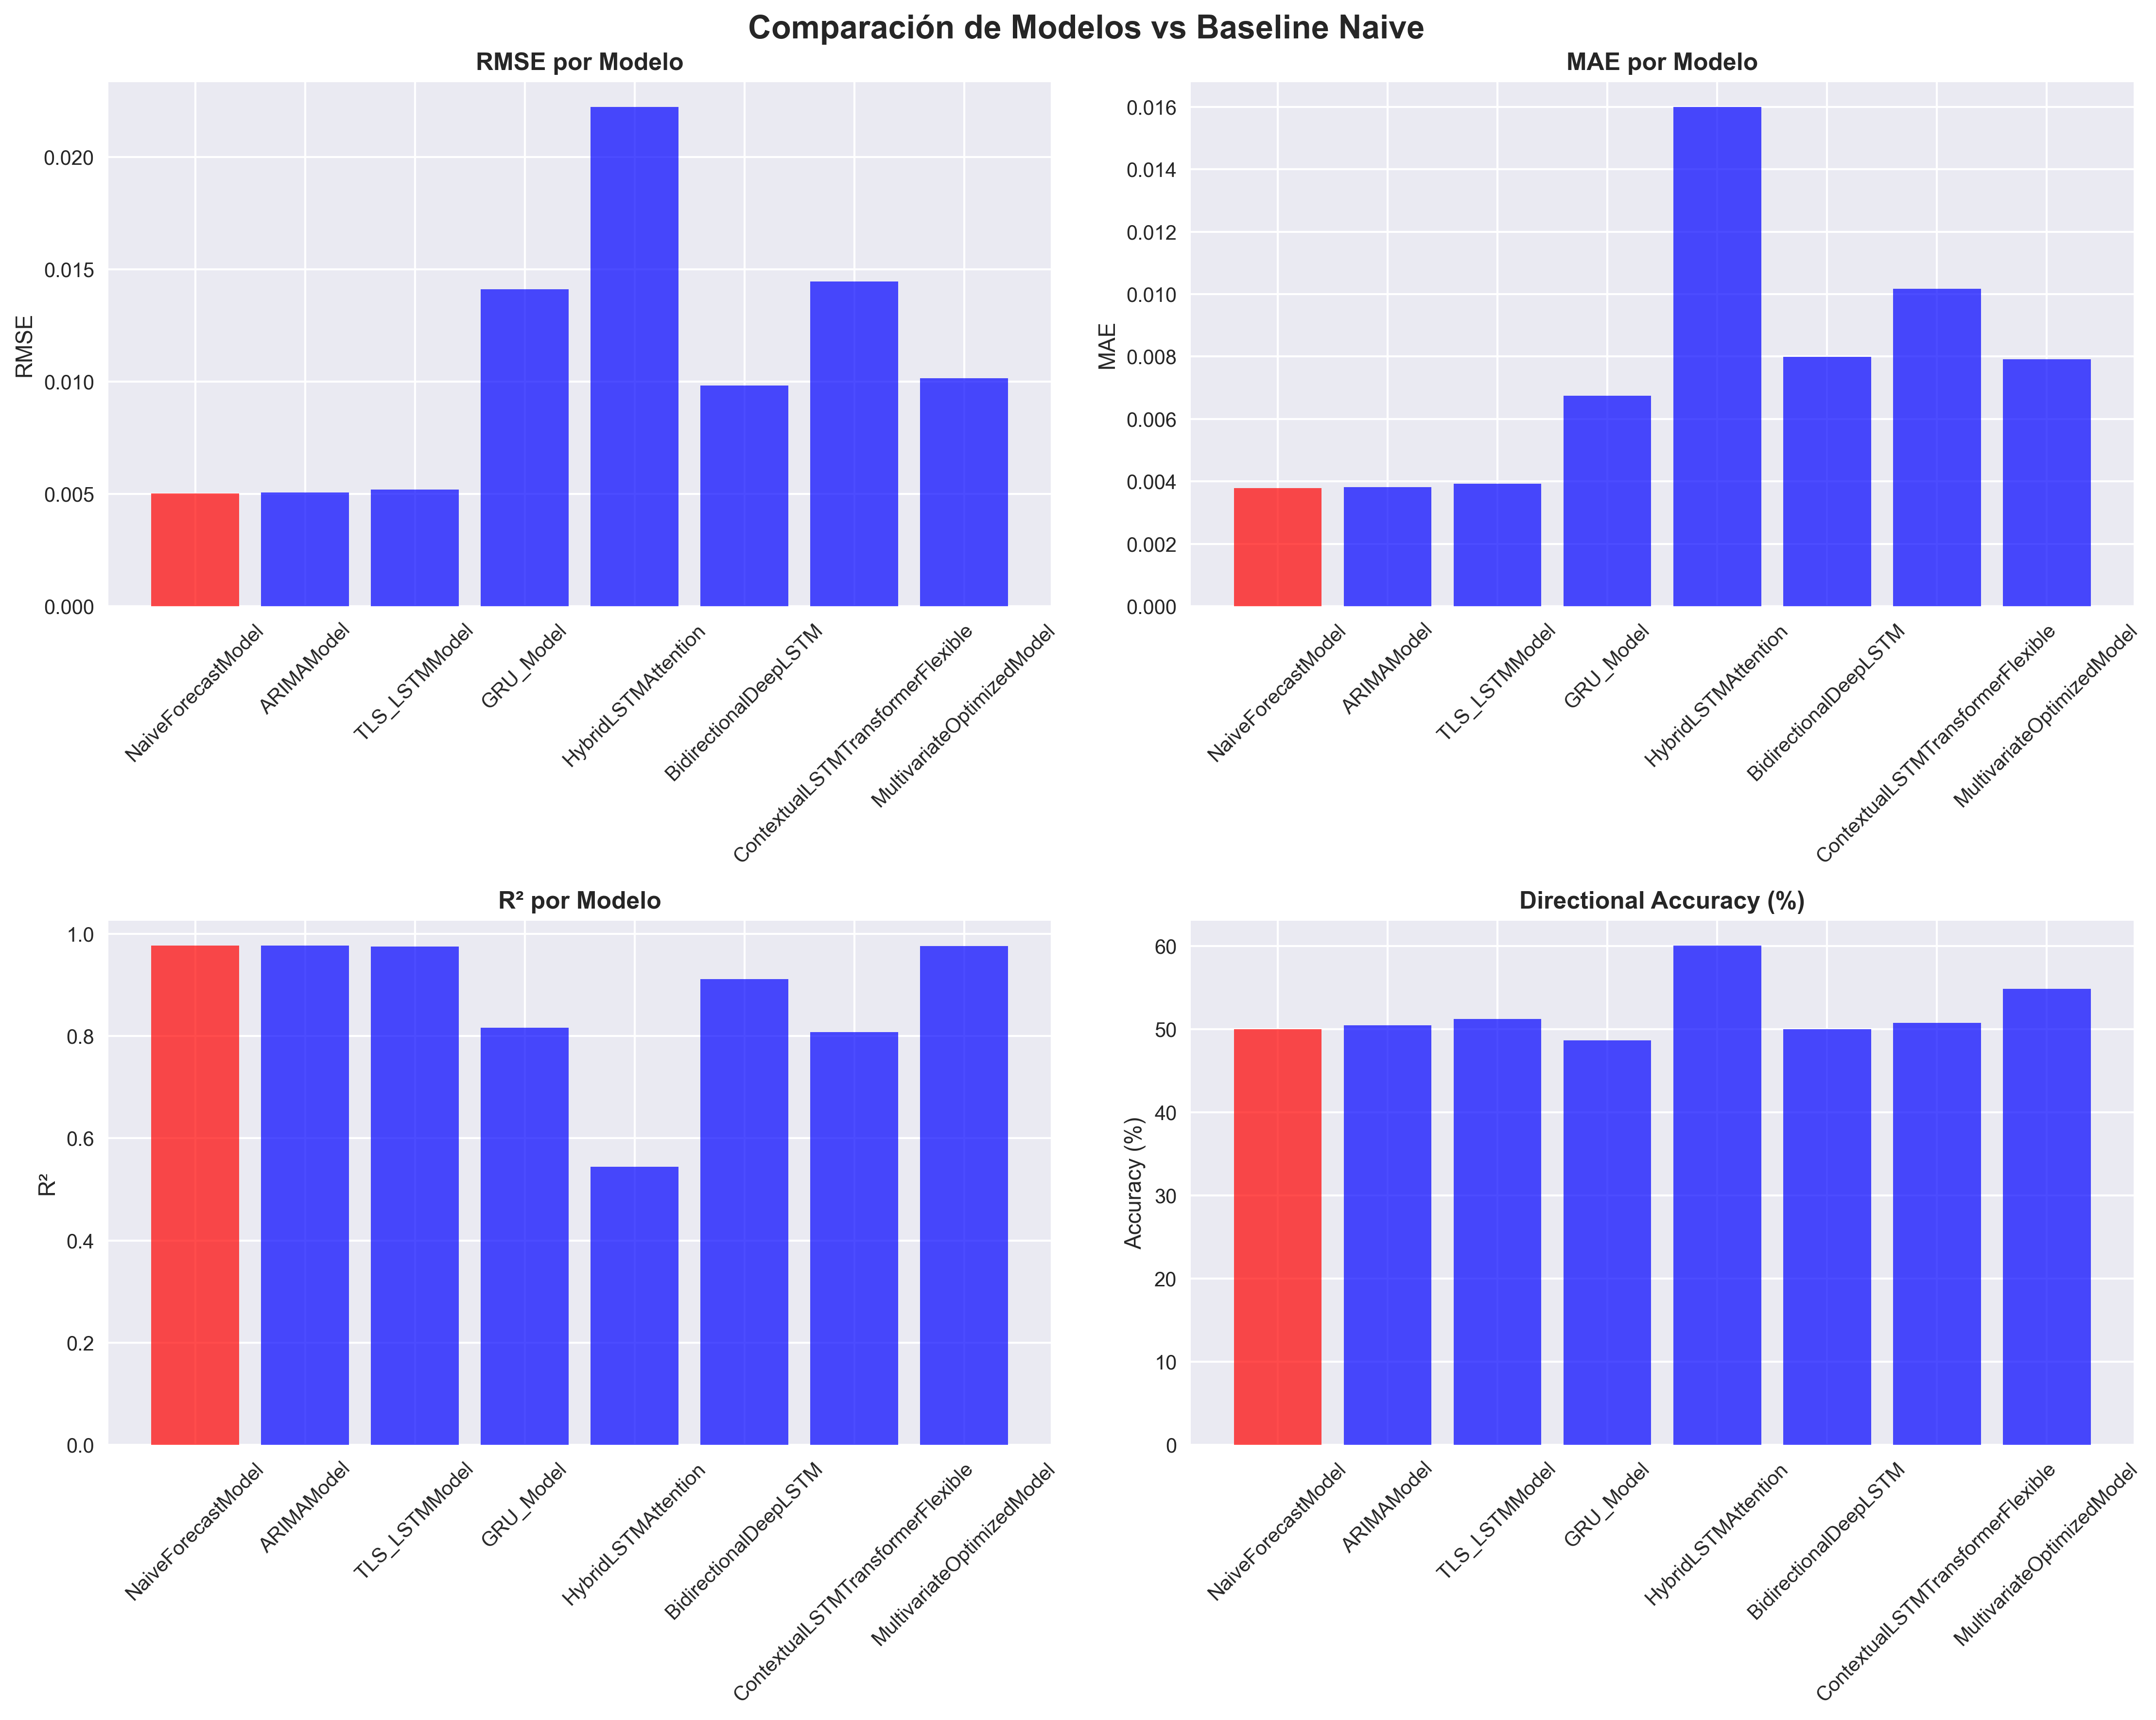 Comparación de Modelos vs Baseline Naive
RMSE por Modelo
RMSE
0.020
0.015
0.010
0.005
0.000
NaiveForecastModel
ARIMAModel
TLS_LSTMModel
GRU_Model
HybridLSTMAttention
BidirectionalDeepLSTM
ContextualLSTMTransformerFlexible
MultivariateOptimizedModel
MAE por Modelo
MAE
0.016
0.014
0.012
0.010
0.008
0.006
0.004
0.002
0.000
NaiveForecastModel
ARIMAModel
TLS_LSTMModel
GRU_Model
HybridLSTMAttention
BidirectionalDeepLSTM
ContextualLSTMTransformerFlexible
MultivariateOptimizedModel
R² por Modelo
R²
1.0
0.8
0.6
0.4
0.2
0.0
NaiveForecastModel
ARIMAModel
TLS_LSTMModel
GRU_Model
HybridLSTMAttention
BidirectionalDeepLSTM
ContextualLSTMTransformerFlexible
MultivariateOptimizedModel
Directional Accuracy (%)
Accuracy (%)
60
50
40
30
20
10
0
NaiveForecastModel
ARIMAModel
TLS_LSTMModel
GRU_Model
HybridLSTMAttention
BidirectionalDeepLSTM
ContextualLSTMTransformerFlexible
MultivariateOptimizedModel